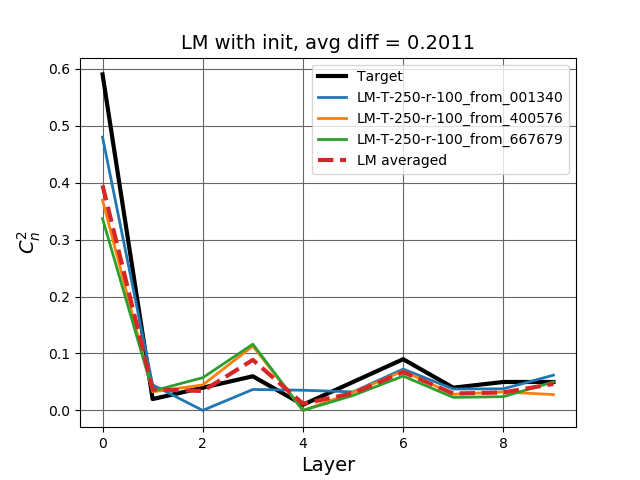 LM with init, avg diff = 0.2011
Target
LM-T-250-r-100_from_001340
LM-T-250-r-100_from_400576
LM-T-250-r-100_from_667679
LM averaged
0.6
0.5
0.4
0.3
0.2
0.1
0.0
C_n^2
0 2 4 6 8
Layer